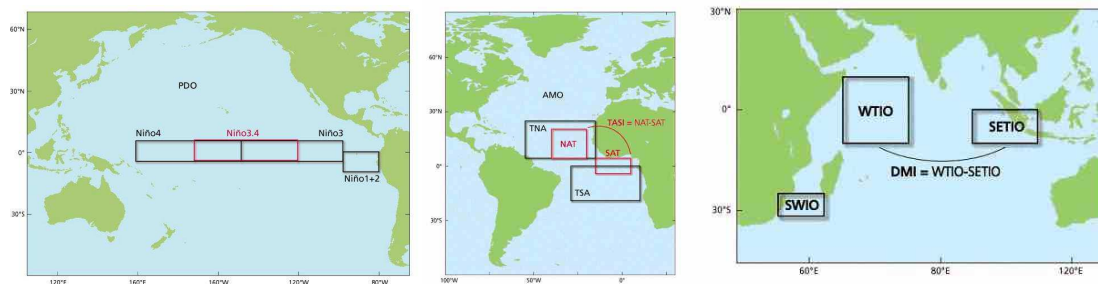 60°N
PDO
30°N
Niño4
Niño3.4
Niño3
0°
Niño1+2
30°S
120°E
160°E
160°W
120°W
80°W
60°N
AMO
30°N
TNA
TASI = NAT-SAT
NAT
SAT
0°
TSA
30°S
100°W
50°W
0°
30°N
WTIO
0°
SETIO
DMI = WTIO-SETIO
SWIO
30°S
60°E
80°E
100°E